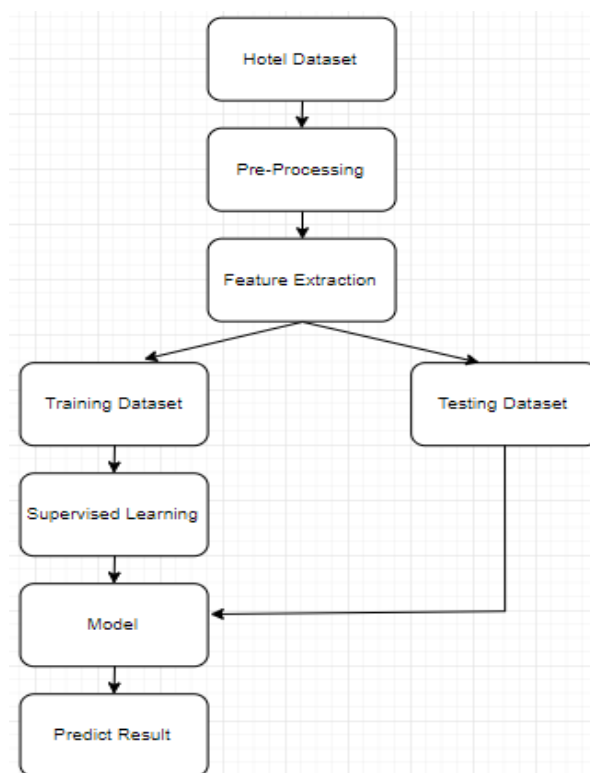 Hotel Dataset
Pre-Processing
Feature Extraction
Training Dataset
Testing Dataset
Supervised Learning
Model
Predict Result